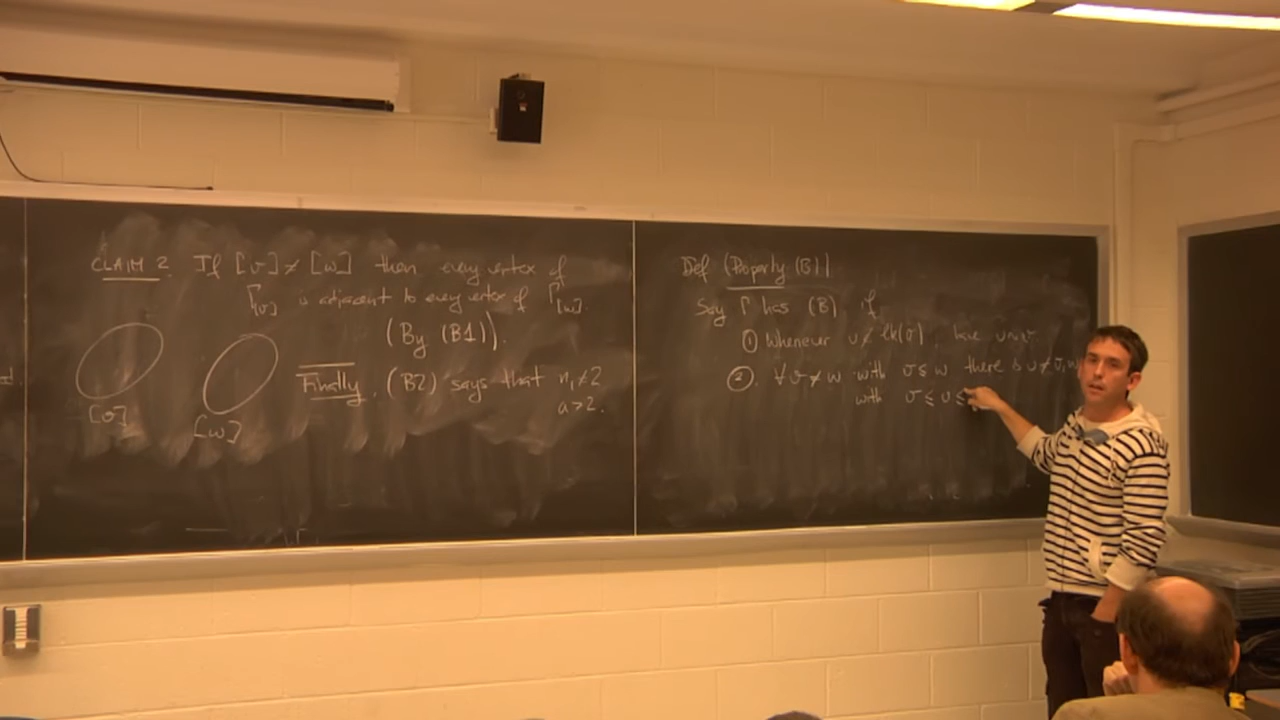 CLAIM 2. If [v] ≠ [w] then every vertex of
Γ[v] is adjacent to every vertex of Γ[w].
(By (B1)).
Finally, (B2) says that n₁ ≠ 2
a > 2.
[v]
[w]
Def (Property (B))
Say Γ has (B) if
① Whenever u ≁ lk(v), have
② ∀ v ≠ w with v ≤ w there is u ≠ v, w
with v ≤ u ≤